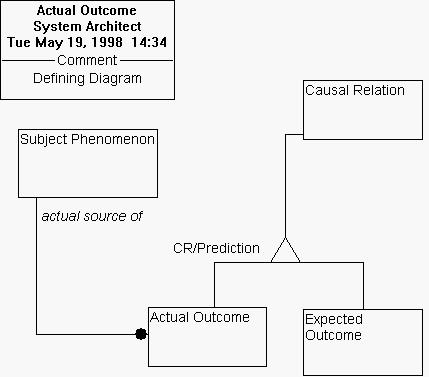 Actual Outcome
System Architect
Tue May 19, 1998 14:34
Comment
Defining Diagram
Causal Relation
Subject Phenomenon
actual source of
CR/Prediction
Actual Outcome
Expected
Outcome